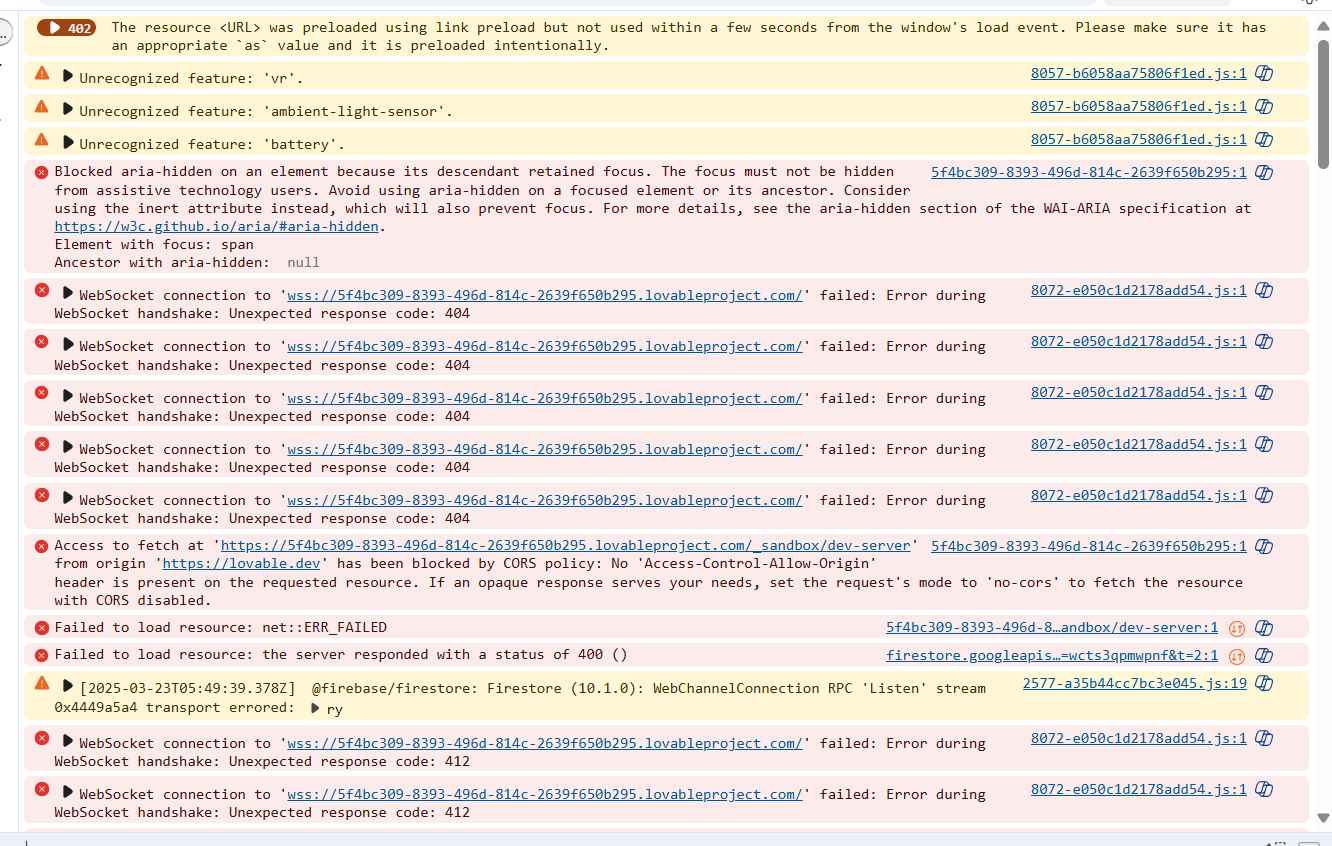 402 The resource <URL> was preloaded using link preload but not used within a few seconds from the window's load event. Please make sure it has
an appropriate `as` value and it is preloaded intentionally.
Unrecognized feature: 'vr'. 8057-b6058aa75806f1ed.js:1
Unrecognized feature: 'ambient-light-sensor'. 8057-b6058aa75806f1ed.js:1
Unrecognized feature: 'battery'. 8057-b6058aa75806f1ed.js:1
Blocked aria-hidden on an element because its descendant retained focus. The focus must not be hidden 5f4bc309-8393-496d-814c-2639f650b295:1
from assistive technology users. Avoid using aria-hidden on a focused element or its ancestor. Consider
using the inert attribute instead, which will also prevent focus. For more details, see the aria-hidden section of the WAI-ARIA specification at
https://w3c.github.io/aria/#aria-hidden.
Element with focus: span
Ancestor with aria-hidden: null
WebSocket connection to 'wss://5f4bc309-8393-496d-814c-2639f650b295.lovableproject.com/' failed: Error during 8072-e050c1d2178add54.js:1
WebSocket handshake: Unexpected response code: 404
WebSocket connection to 'wss://5f4bc309-8393-496d-814c-2639f650b295.lovableproject.com/' failed: Error during 8072-e050c1d2178add54.js:1
WebSocket handshake: Unexpected response code: 404
WebSocket connection to 'wss://5f4bc309-8393-496d-814c-2639f650b295.lovableproject.com/' failed: Error during 8072-e050c1d2178add54.js:1
WebSocket handshake: Unexpected response code: 404
WebSocket connection to 'wss://5f4bc309-8393-496d-814c-2639f650b295.lovableproject.com/' failed: Error during 8072-e050c1d2178add54.js:1
WebSocket handshake: Unexpected response code: 404
WebSocket connection to 'wss://5f4bc309-8393-496d-814c-2639f650b295.lovableproject.com/' failed: Error during 8072-e050c1d2178add54.js:1
WebSocket handshake: Unexpected response code: 404
Access to fetch at 'https://5f4bc309-8393-496d-814c-2639f650b295.lovableproject.com/_sandbox/dev-server' 5f4bc309-8393-496d-814c-2639f650b295:1
from origin 'https://lovable.dev' has been blocked by CORS policy: No 'Access-Control-Allow-Origin'
header is present on the requested resource. If an opaque response serves your needs, set the request's mode to 'no-cors' to fetch the resource
with CORS disabled.
Failed to load resource: net::ERR_FAILED 5f4bc309-8393-496d-8…andbox/dev-server:1
Failed to load resource: the server responded with a status of 400 () firestore.googleapis…=wcts3qpmwpnf&t=2:1
[2025-03-23T05:49:39.378Z] @firebase/firestore: Firestore (10.1.0): WebChannelConnection RPC 'Listen' stream 2577-a35b44cc7bc3e045.js:19
0x4449a5a4 transport errored: ry
WebSocket connection to 'wss://5f4bc309-8393-496d-814c-2639f650b295.lovableproject.com/' failed: Error during 8072-e050c1d2178add54.js:1
WebSocket handshake: Unexpected response code: 412
WebSocket connection to 'wss://5f4bc309-8393-496d-814c-2639f650b295.lovableproject.com/' failed: Error during 8072-e050c1d2178add54.js:1
WebSocket handshake: Unexpected response code: 412